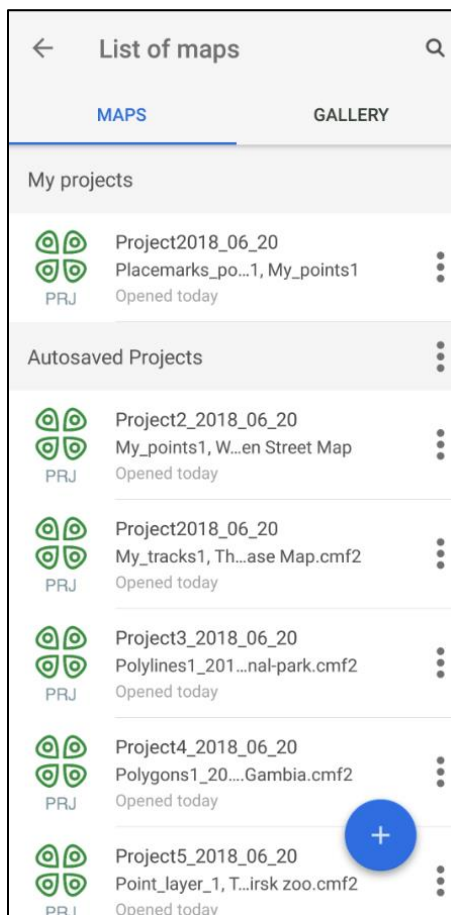 List of maps
MAPS GALLERY
My projects
Project2018_06_20
Placemarks_po...1, My_points1
PRJ Opened today
Autosaved Projects
Project2_2018_06_20
My_points1, W...en Street Map
PRJ Opened today
Project2018_06_20
My_tracks1, Th...ase Map.cmf2
PRJ Opened today
Project3_2018_06_20
Polylines1_201...nal-park.cmf2
PRJ Opened today
Project4_2018_06_20
Polygons1_20....Gambia.cmf2
PRJ Opened today
Project5_2018_06_20
Point_layer_1, T...irsk zoo.cmf2
PRJ Opened today